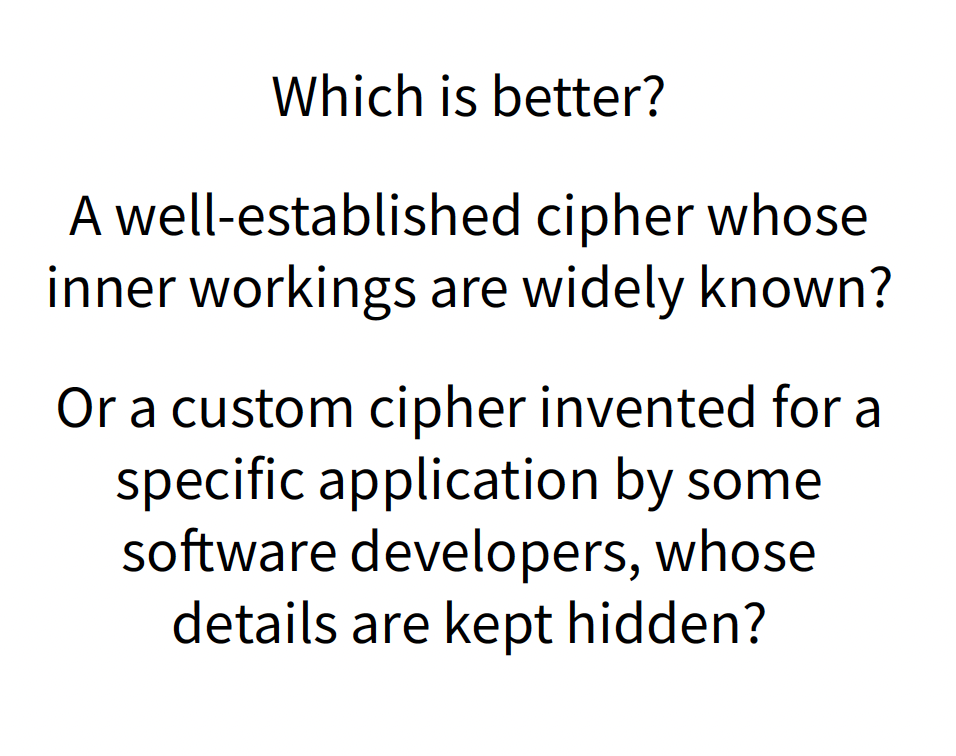 Which is better?
A well-established cipher whose
inner workings are widely known?
Or a custom cipher invented for a
specific application by some
software developers, whose
details are kept hidden?